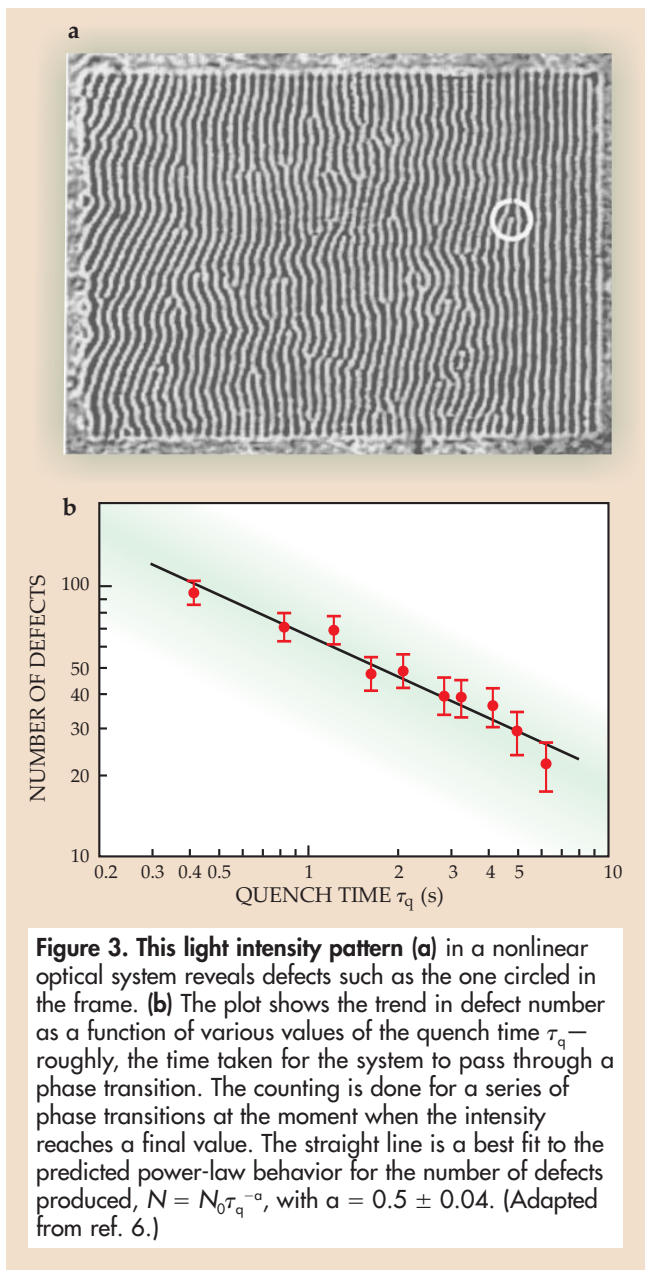 a
b
NUMBER OF DEFECTS
100
50
40
30
20
10
0.2 0.3 0.4 0.5 1 2 3 4 5 10
QUENCH TIME τq (s)
Figure 3. This light intensity pattern (a) in a nonlinear
optical system reveals defects such as the one circled in
the frame. (b) The plot shows the trend in defect number
as a function of various values of the quench time τq—
roughly, the time taken for the system to pass through a
phase transition. The counting is done for a series of
phase transitions at the moment when the intensity
reaches a final value. The straight line is a best fit to the
predicted power-law behavior for the number of defects
produced, N = N₀τq⁻ᵃ, with a = 0.5 ± 0.04. (Adapted
from ref. 6.)